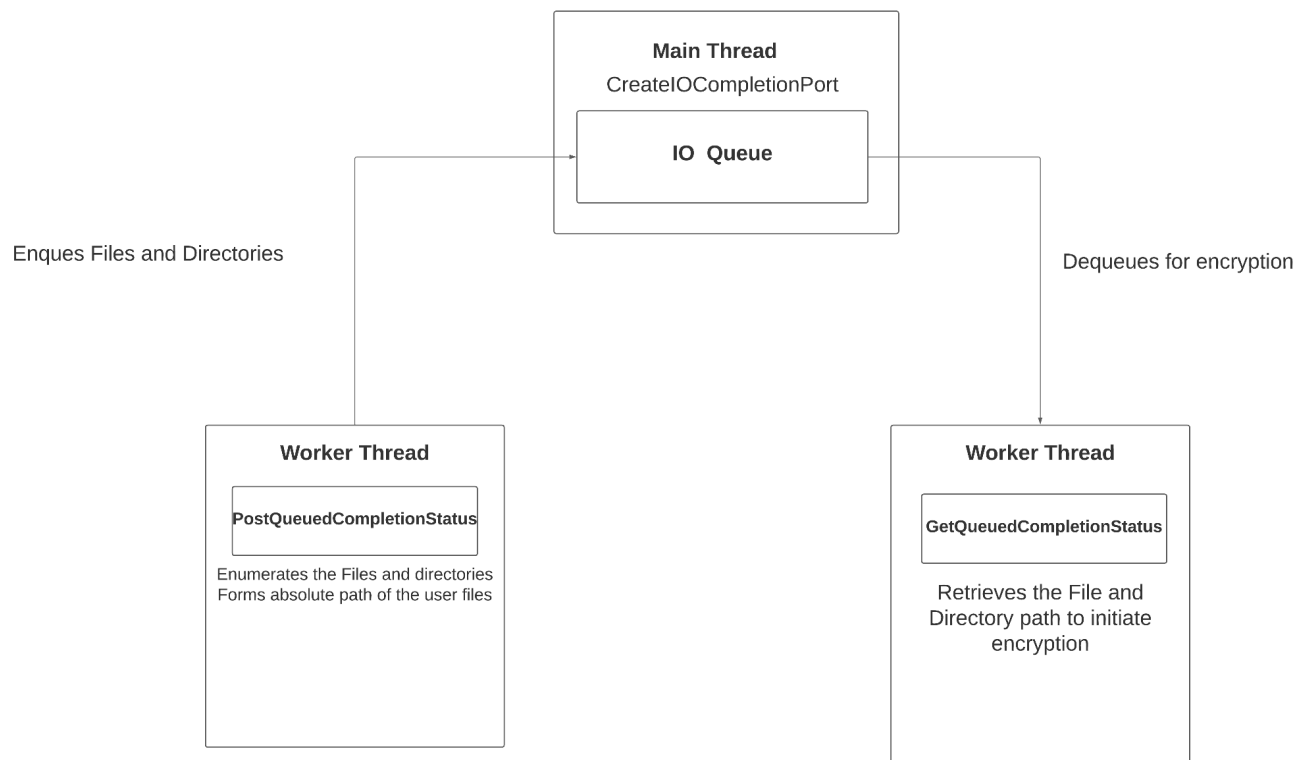 Main Thread
CreateIOCompletionPort
IO Queue
Enques Files and Directories
Dequeues for encryption
Worker Thread
PostQueuedCompletionStatus
Enumerates the Files and directories
Forms absolute path of the user files
Worker Thread
GetQueuedCompletionStatus
Retrieves the File and
Directory path to initiate
encryption